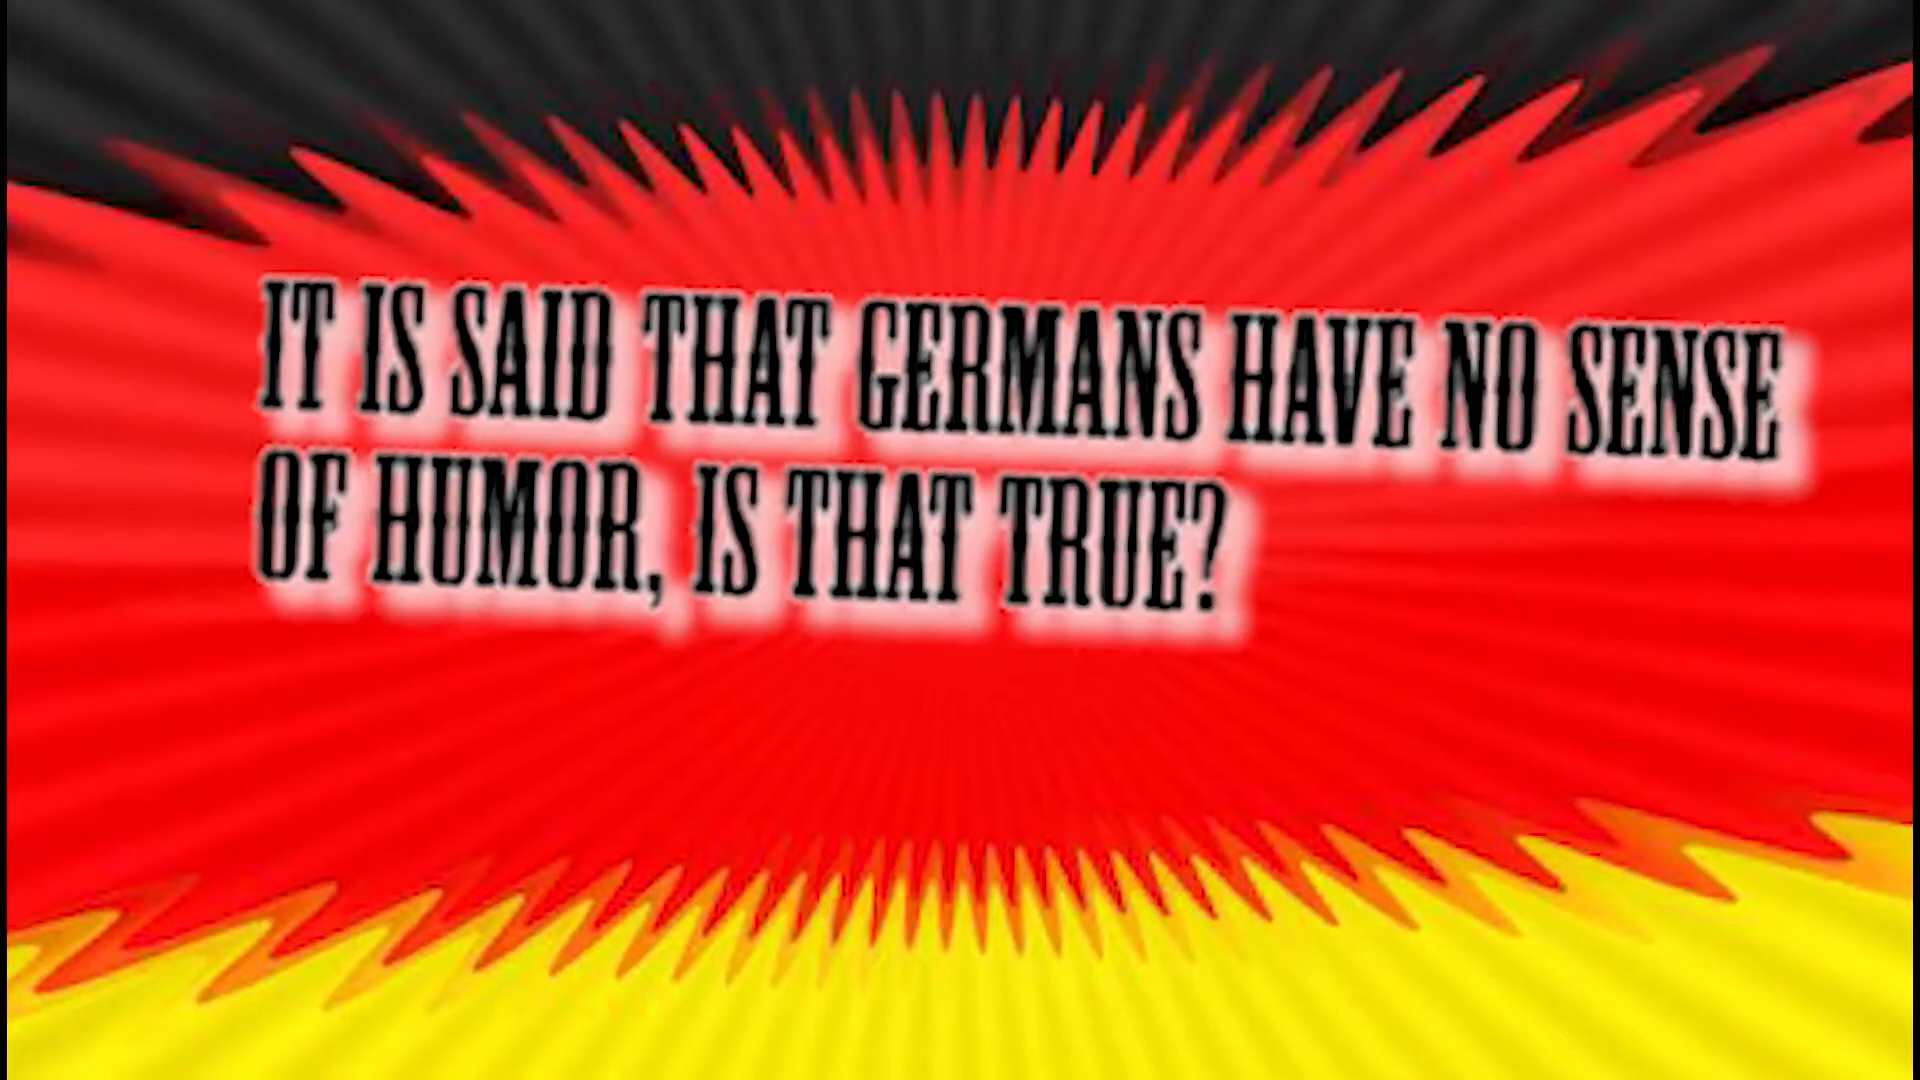 IT IS SAID THAT GERMANS HAVE NO SENSE
OF HUMOR, IS THAT TRUE?